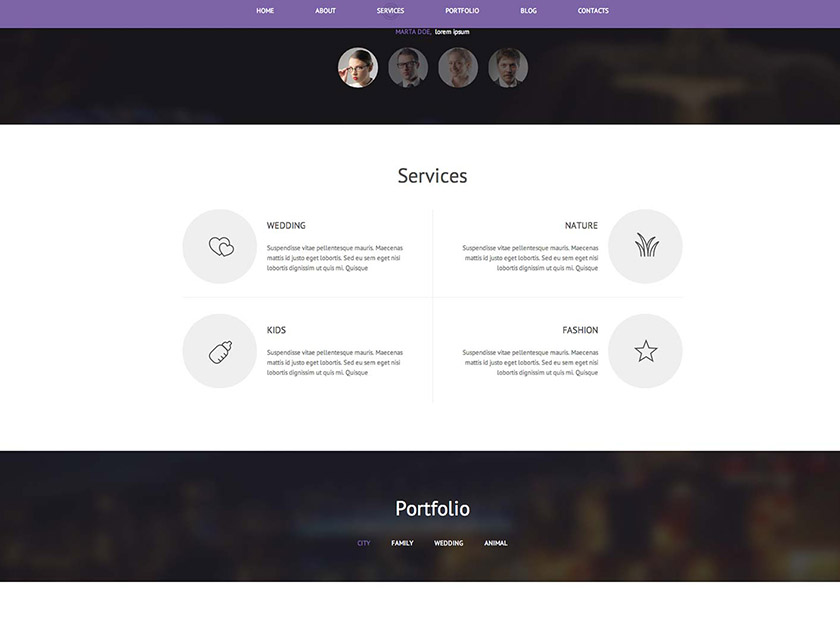 HOME ABOUT SERVICES PORTFOLIO BLOG CONTACTS
MARTA DOE, lorem ipsum
Services
WEDDING
Suspendisse vitae pellentesque mauris. Maecenas
mattis id justo eget lobortis. Sed eu sem eget nisi
lobortis dignissim ut quis mi. Quisque
NATURE
Suspendisse vitae pellentesque mauris. Maecenas
mattis id justo eget lobortis. Sed eu sem eget nisi
lobortis dignissim ut quis mi. Quisque
KIDS
Suspendisse vitae pellentesque mauris. Maecenas
mattis id justo eget lobortis. Sed eu sem eget nisi
lobortis dignissim ut quis mi. Quisque
FASHION
Suspendisse vitae pellentesque mauris. Maecenas
mattis id justo eget lobortis. Sed eu sem eget nisi
lobortis dignissim ut quis mi. Quisque
Portfolio
CITY FAMILY WEDDING ANIMAL